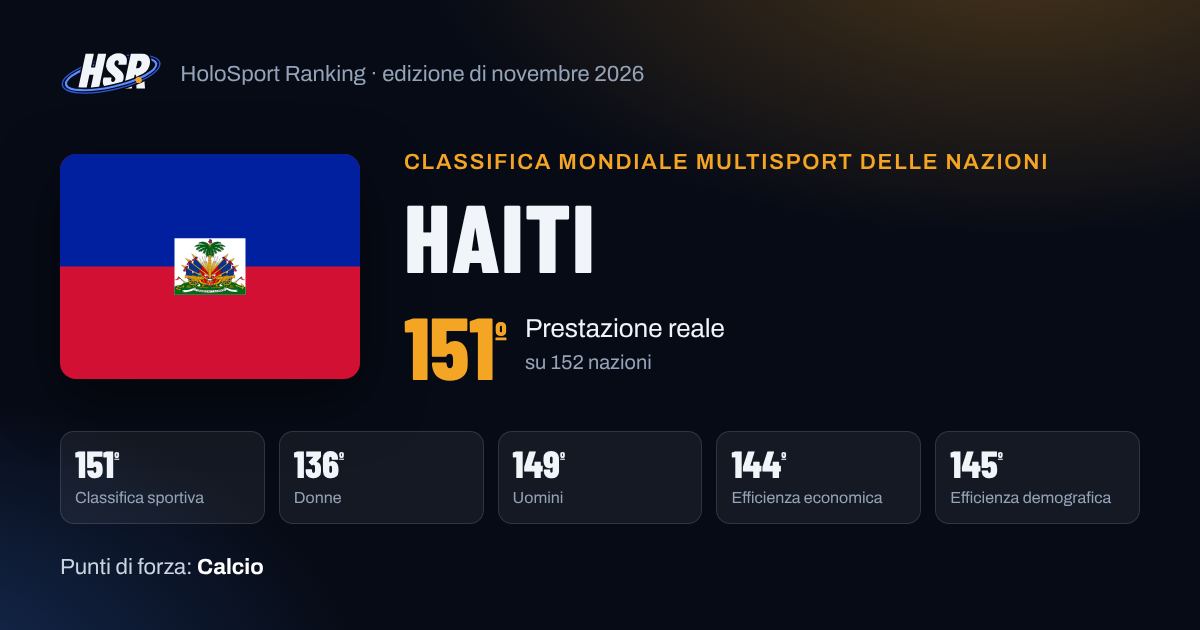 HSR
HoloSport Ranking · edizione di novembre 2026
CLASSIFICA MONDIALE MULTISPORT DELLE NAZIONI
HAITI
151º
Prestazione reale
su 152 nazioni
151º
Classifica sportiva
136º
Donne
149º
Uomini
144º
Efficienza economica
145º
Efficienza demografica
Punti di forza: Calcio